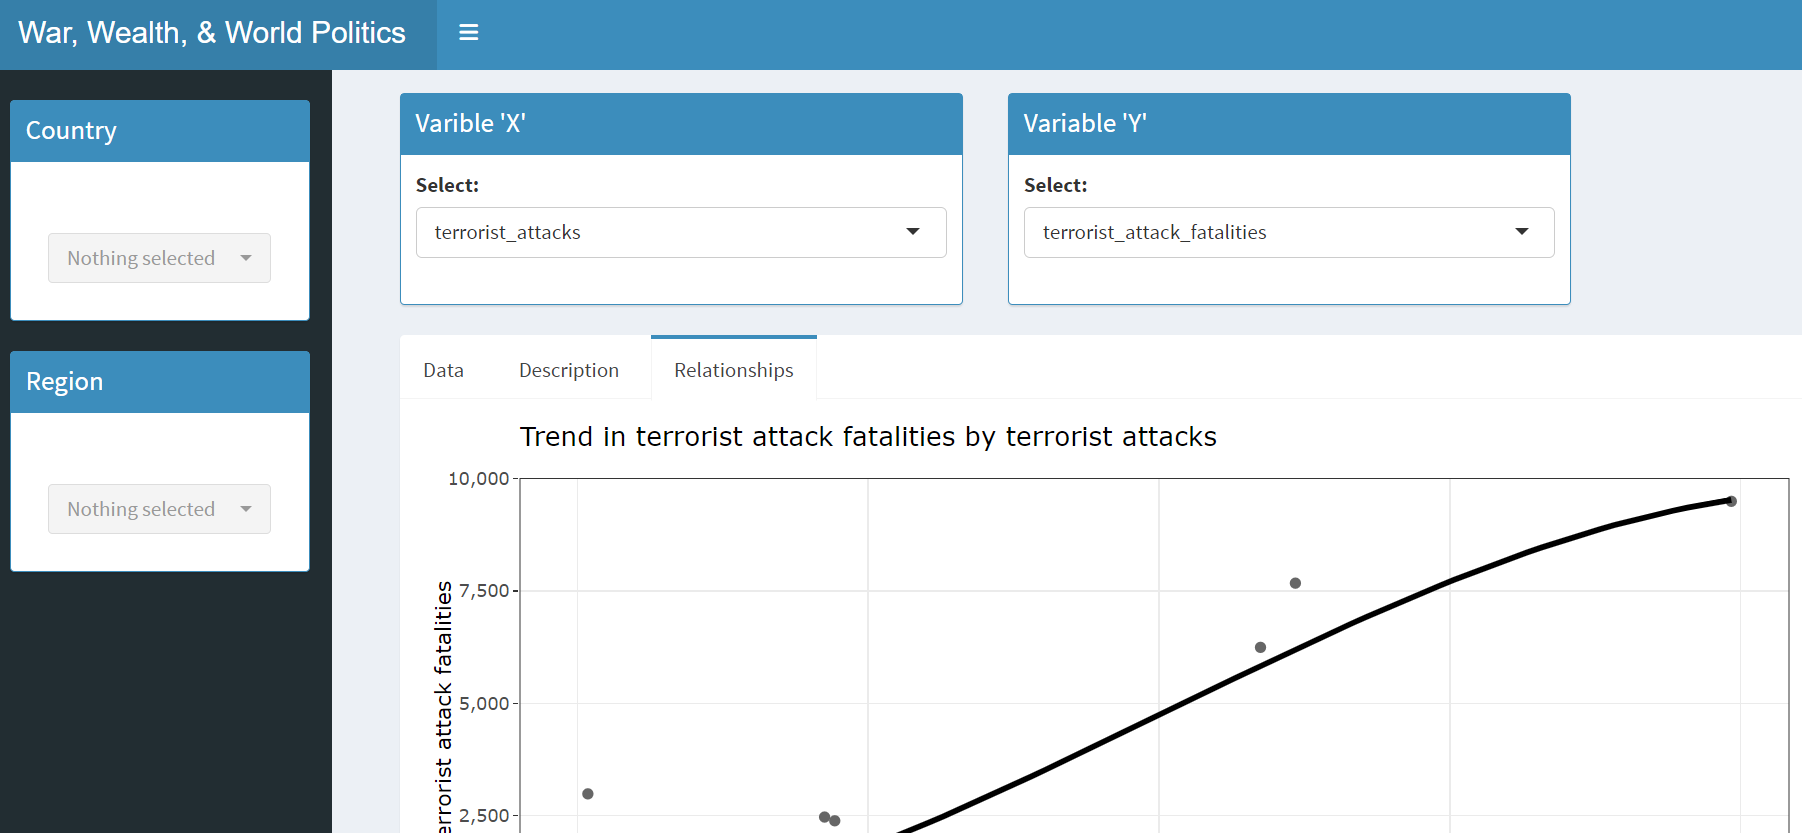 War, Wealth, & World Politics
Country
Nothing selected
Region
Nothing selected
Varible 'X'
Select:
terrorist_attacks
Variable 'Y'
Select:
terrorist_attack_fatalities
Data
Description
Relationships
Trend in terrorist attack fatalities by terrorist attacks
10,000
7,500
5,000
2,500
errorist attack fatalities